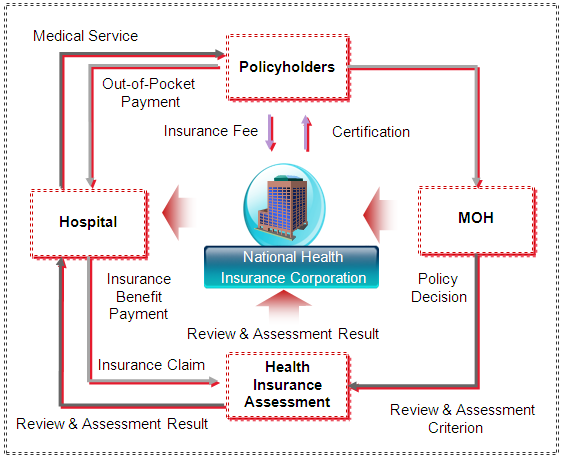 Medical Service
Policyholders
Out-of-Pocket
Payment
Insurance Fee
Certification
Hospital
MOH
National Health
Insurance Corporation
Insurance
Benefit
Payment
Policy
Decision
Review & Assessment Result
Insurance Claim
Health
Insurance
Assessment
Review & Assessment Result
Review & Assessment
Criterion